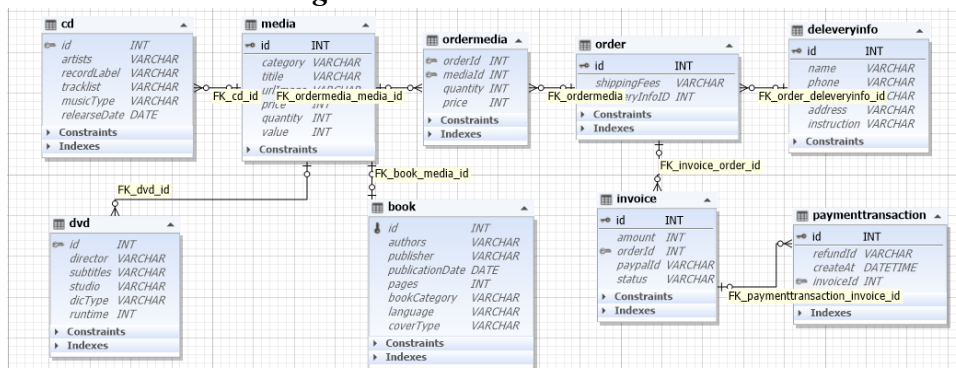 cd
id INT
artists VARCHAR
recordLabel VARCHAR
tracklist VARCHAR
musicType VARCHAR
relearseDate DATE
Constraints
Indexes
FK_cd_id
media
id INT
category VARCHAR
titile VARCHAR
price INT
quantity INT
value INT
Constraints
FK_ordermedia_media_id
ordermedia
orderId INT
mediaId INT
quantity INT
price INT
Constraints
Indexes
FK_ordermedia
order
id INT
shippingFees VARCHAR
INT
Constraints
Indexes
FK_order_deleveryinfo_id
deleveryinfo
id INT
name VARCHAR
phone VARCHAR
address VARCHAR
instruction VARCHAR
Constraints
FK_dvd_id
FK_book_media_id
FK_invoice_order_id
dvd
id INT
director VARCHAR
subtitles VARCHAR
studio VARCHAR
dicType VARCHAR
runtime INT
Constraints
Indexes
book
id INT
authors VARCHAR
publisher VARCHAR
publicationDate DATE
pages INT
bookCategory VARCHAR
language VARCHAR
coverType VARCHAR
Constraints
Indexes
invoice
id INT
amount INT
orderId INT
paypalId VARCHAR
status VARCHAR
Constraints
Indexes
FK_paymenttransaction_invoice_id
paymenttransaction
id INT
refundId VARCHAR
createAt DATETIME
invoiceId INT
Indexes